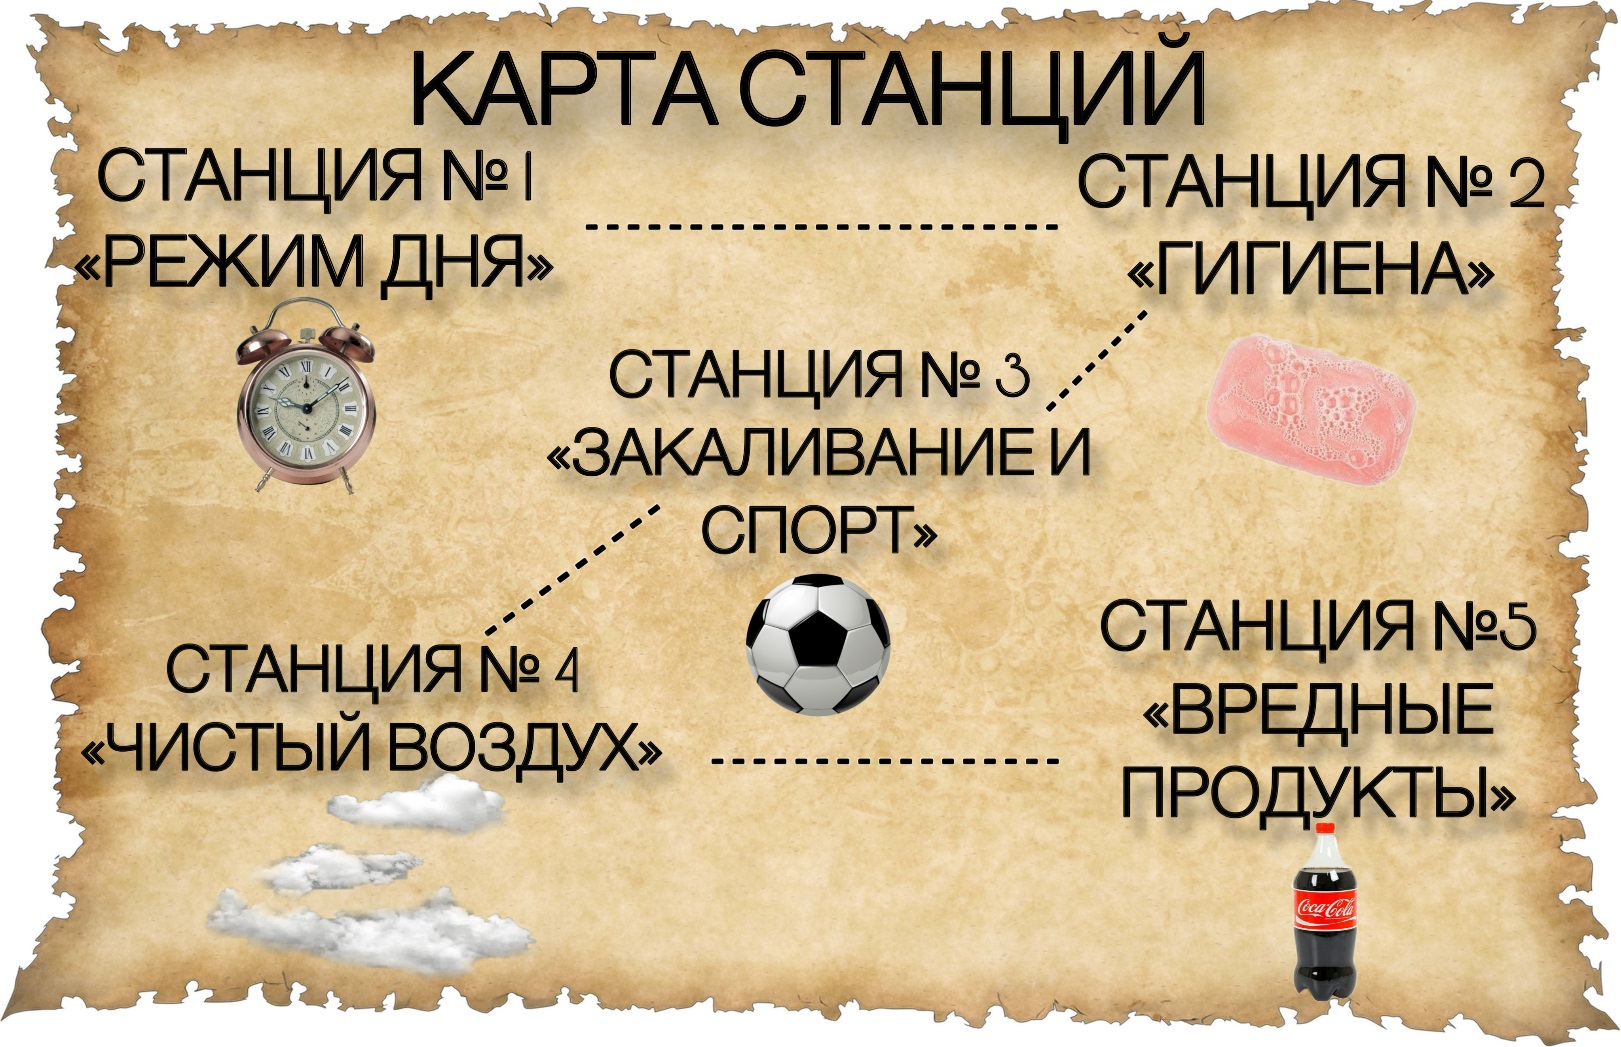 КАРТА СТАНЦИЙ
СТАНЦИЯ № 1
«РЕЖИМ ДНЯ»
СТАНЦИЯ № 2
«ГИГИЕНА»
СТАНЦИЯ № 3
«ЗАКАЛИВАНИЕ И
СПОРТ»
СТАНЦИЯ № 4
«ЧИСТЫЙ ВОЗДУХ»
СТАНЦИЯ №5
«ВРЕДНЫЕ
ПРОДУКТЫ»
Coca-Cola